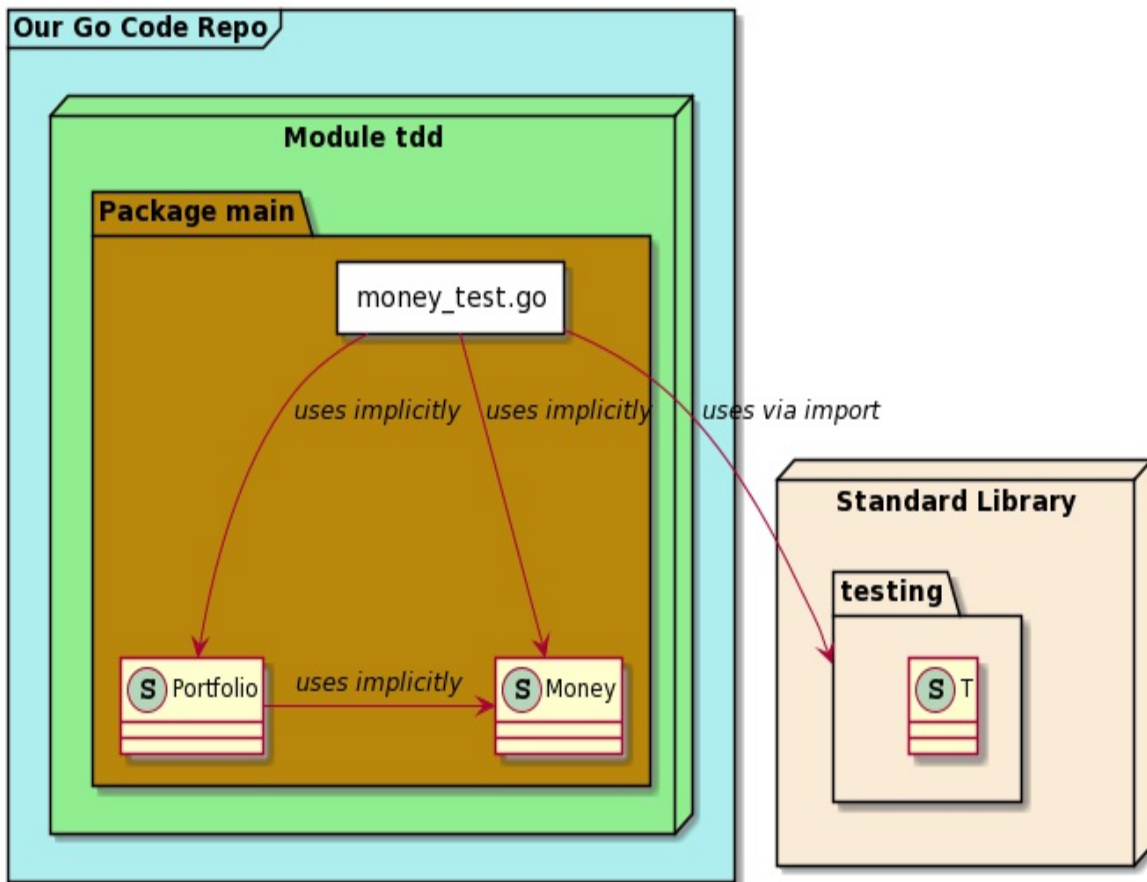 Our Go Code Repo
Module tdd
Package main
money_test.go
uses implicitly
uses implicitly
uses via import
Standard Library
testing
S Portfolio
uses implicitly
S Money
S T